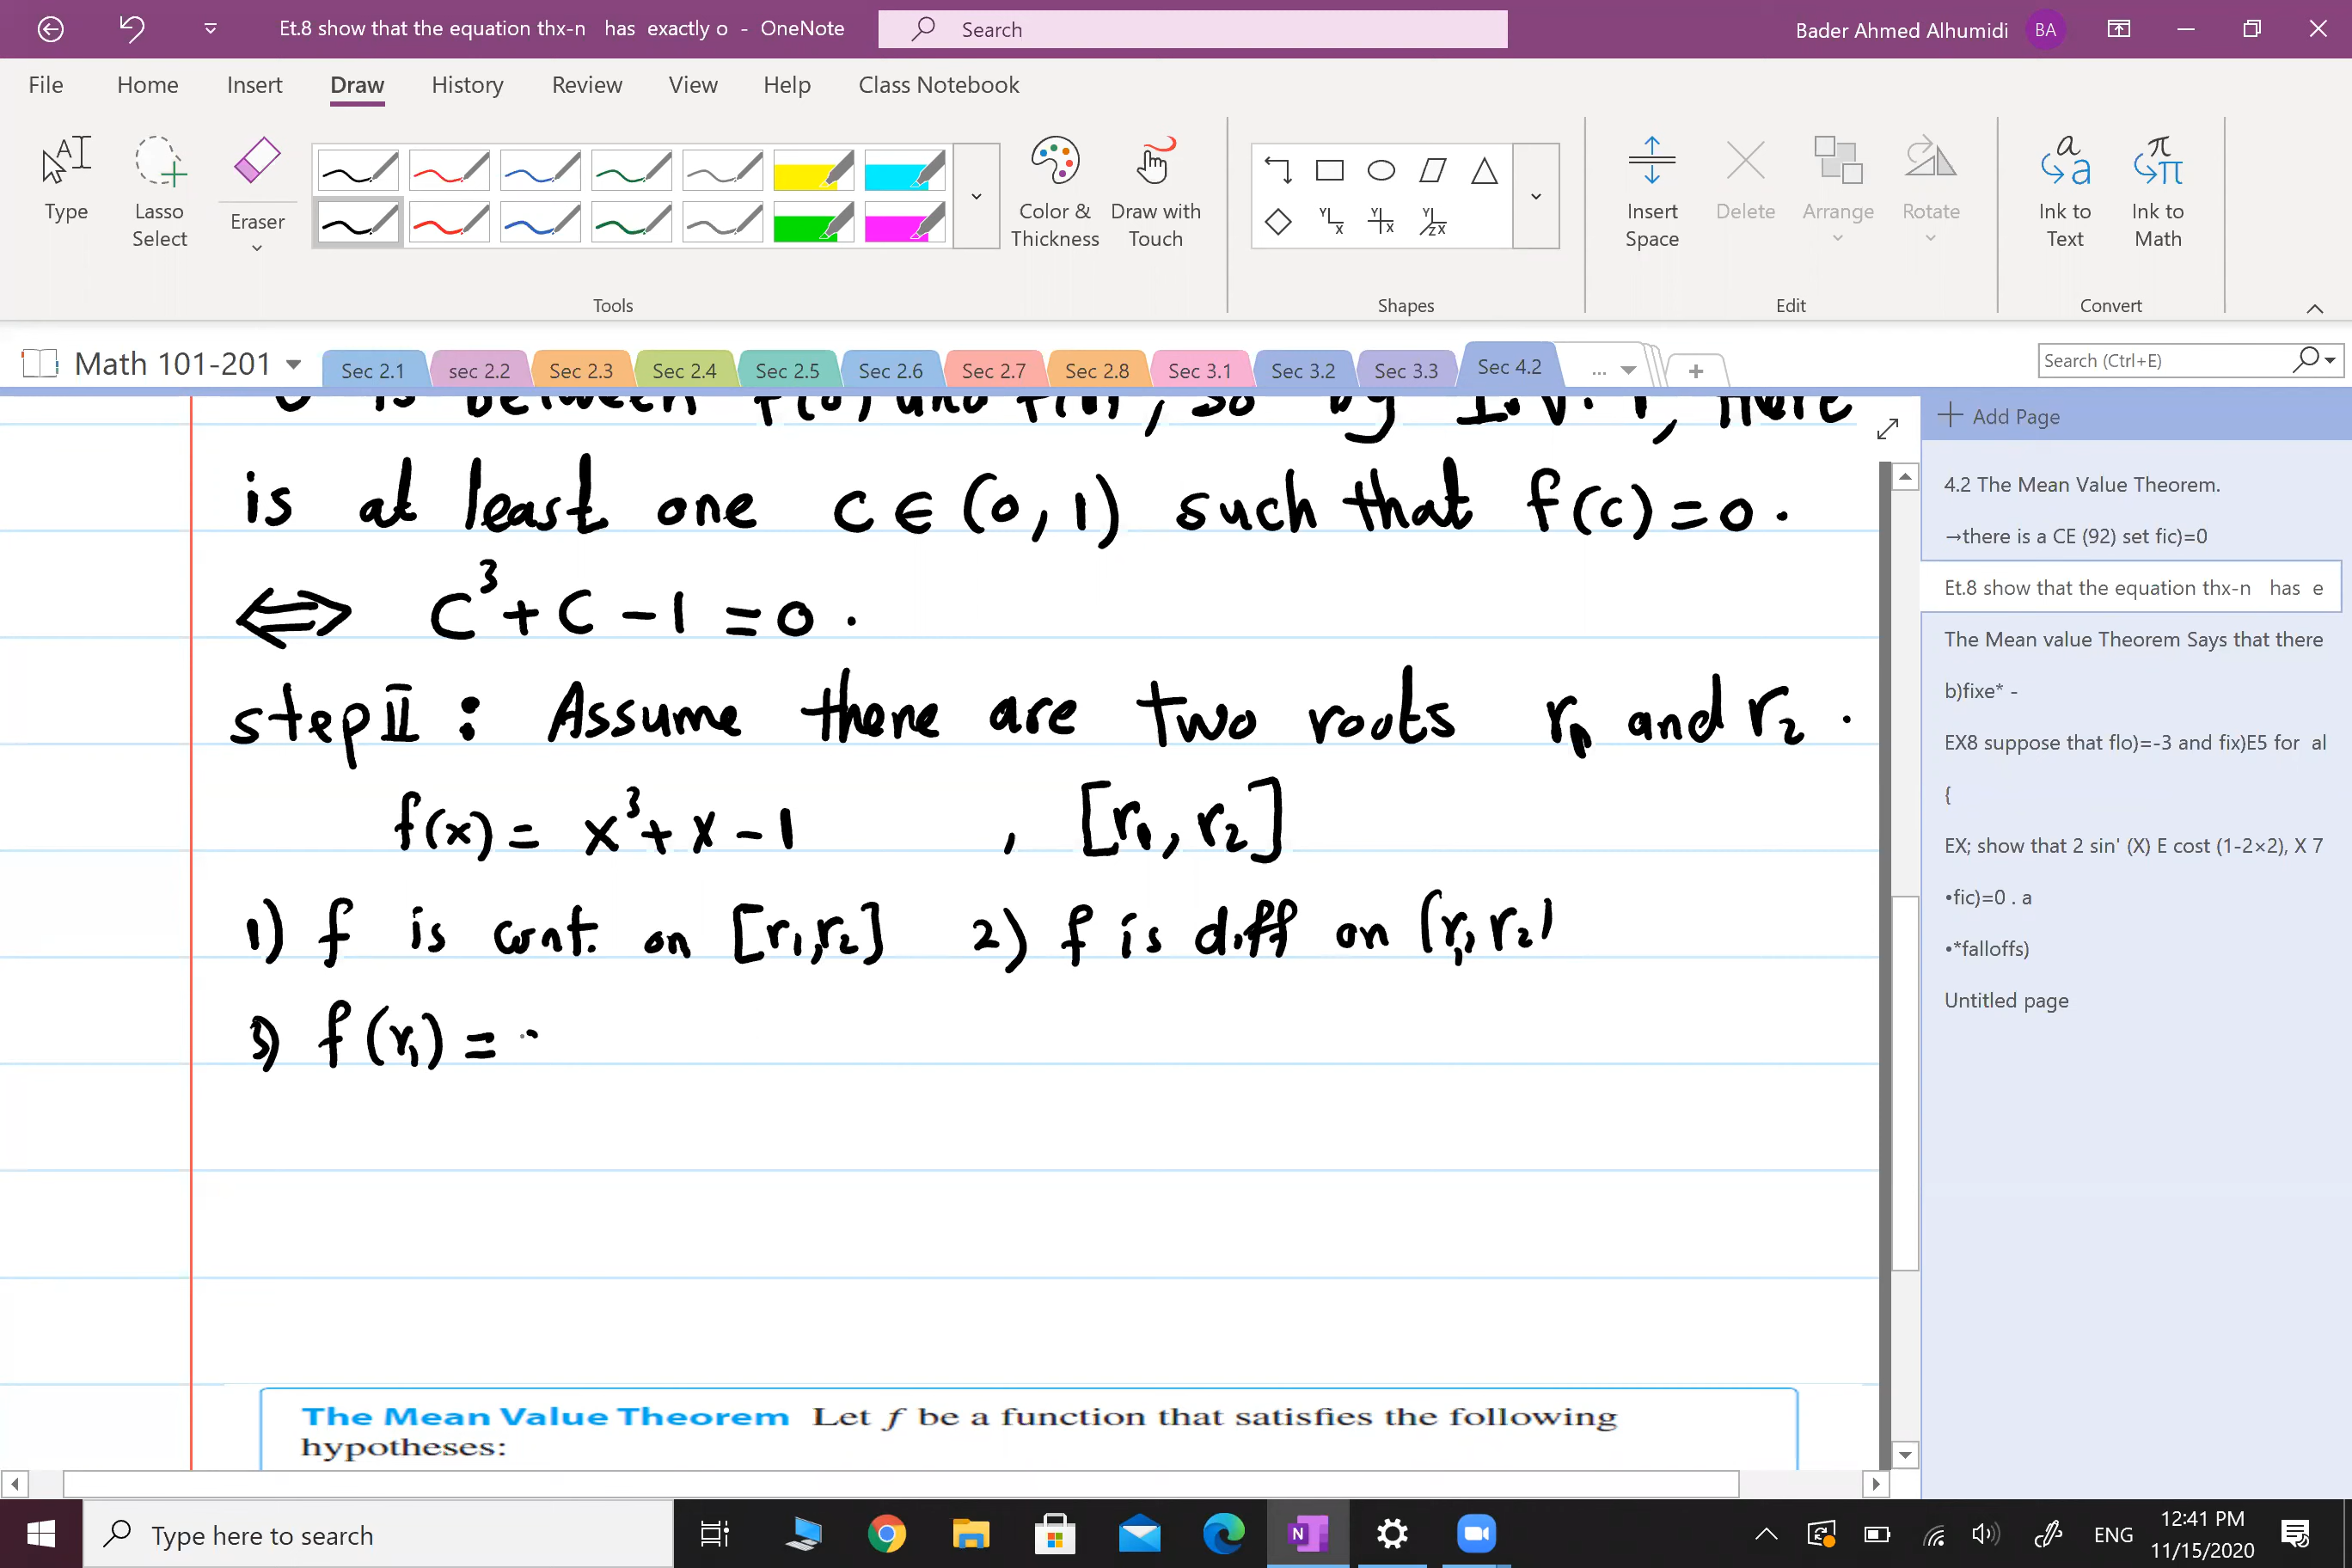 Et.8 show that the equation thx-n has exactly o - OneNote
Search
Bader Ahmed Alhumidi BA
File Home Insert Draw History Review View Help Class Notebook
Type
Lasso Select
Eraser
Color & Thickness
Draw with Touch
Insert Space
Delete
Arrange
Rotate
Ink to Text
Ink to Math
Tools Shapes Edit Convert
Math 101-201
Sec 2.1 sec 2.2 Sec 2.3 Sec 2.4 Sec 2.5 Sec 2.6 Sec 2.7 Sec 2.8 Sec 3.1 Sec 3.2 Sec 3.3 Sec 4.2 ... +
Search (Ctrl+E)
is between f(0) and f(1), so by I.V.T, there
is at least one c ∈ (0, 1) such that f(c) = 0.
⟺ C³ + C - 1 = 0.
step II : Assume there are two roots r₁ and r₂.
f(x) = x³ + x - 1 , [r₁, r₂]
1) f is cont. on [r₁, r₂] 2) f is diff on (r₁, r₂)
3) f(r₁) =
The Mean Value Theorem Let f be a function that satisfies the following
hypotheses:
+ Add Page
4.2 The Mean Value Theorem.
→there is a CE (92) set fic)=0
Et.8 show that the equation thx-n has e
The Mean value Theorem Says that there
b)fixe* -
EX8 suppose that flo)=-3 and fix)E5 for al
{
EX; show that 2 sin' (X) E cost (1-2×2), X 7
•fic)=0 . a
•*falloffs)
Untitled page
Type here to search
ENG
12:41 PM
11/15/2020